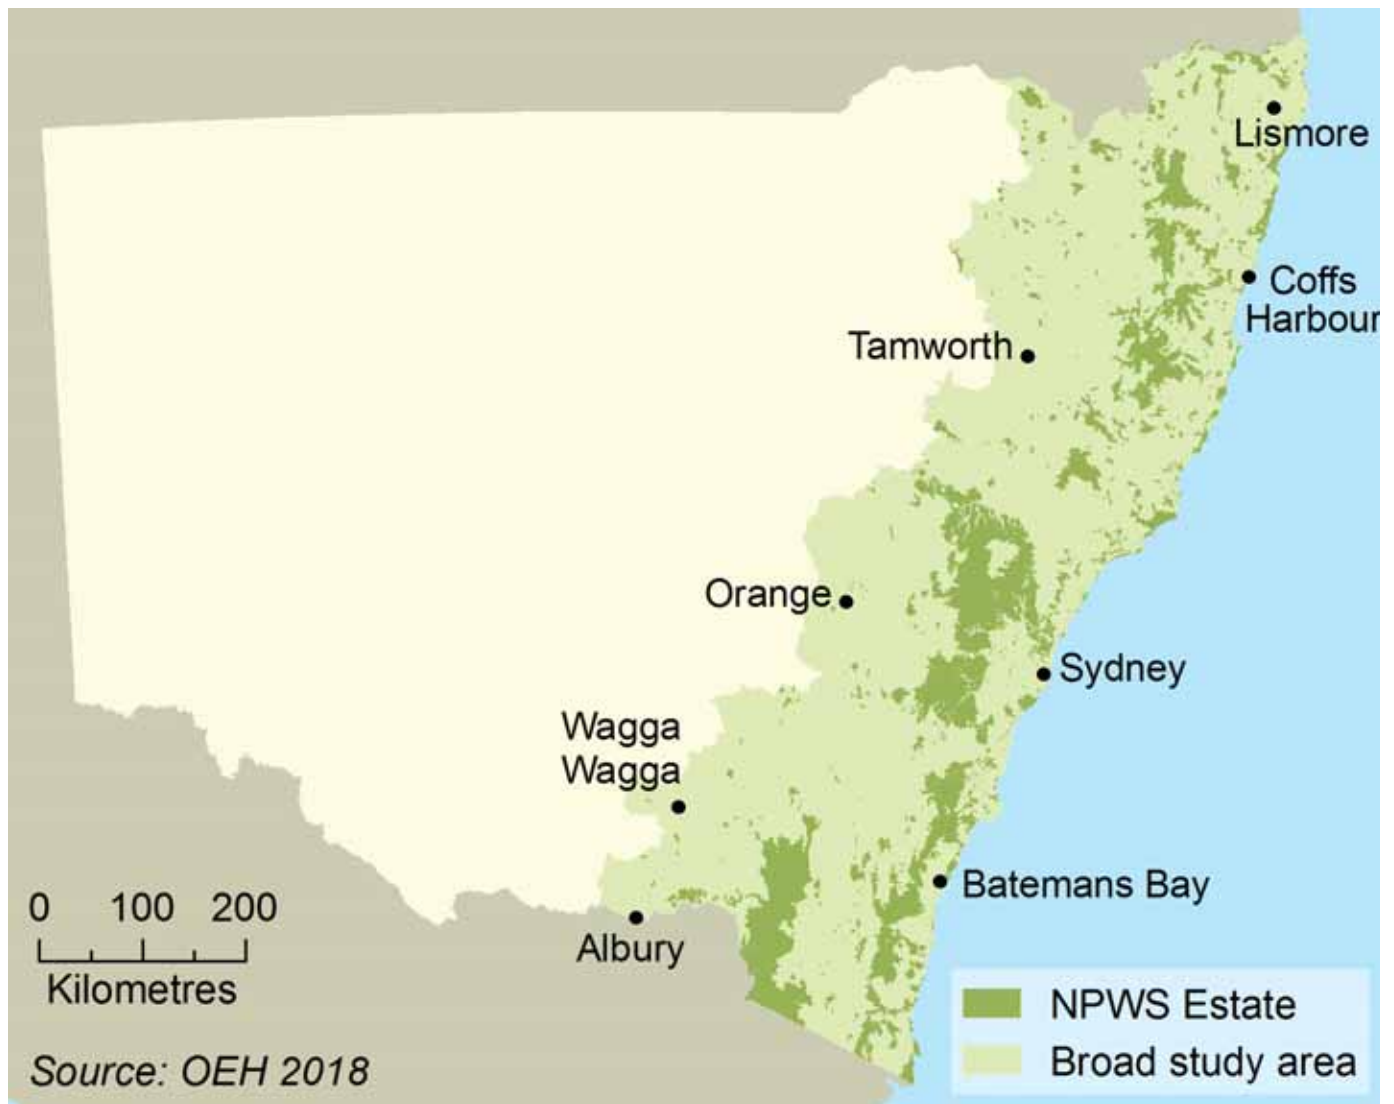 Lismore
Coffs
Harbour
Tamworth
Orange
Sydney
Wagga
Wagga
Batemans Bay
Albury
0 100 200
Kilometres
NPWS Estate
Broad study area
Source: OEH 2018